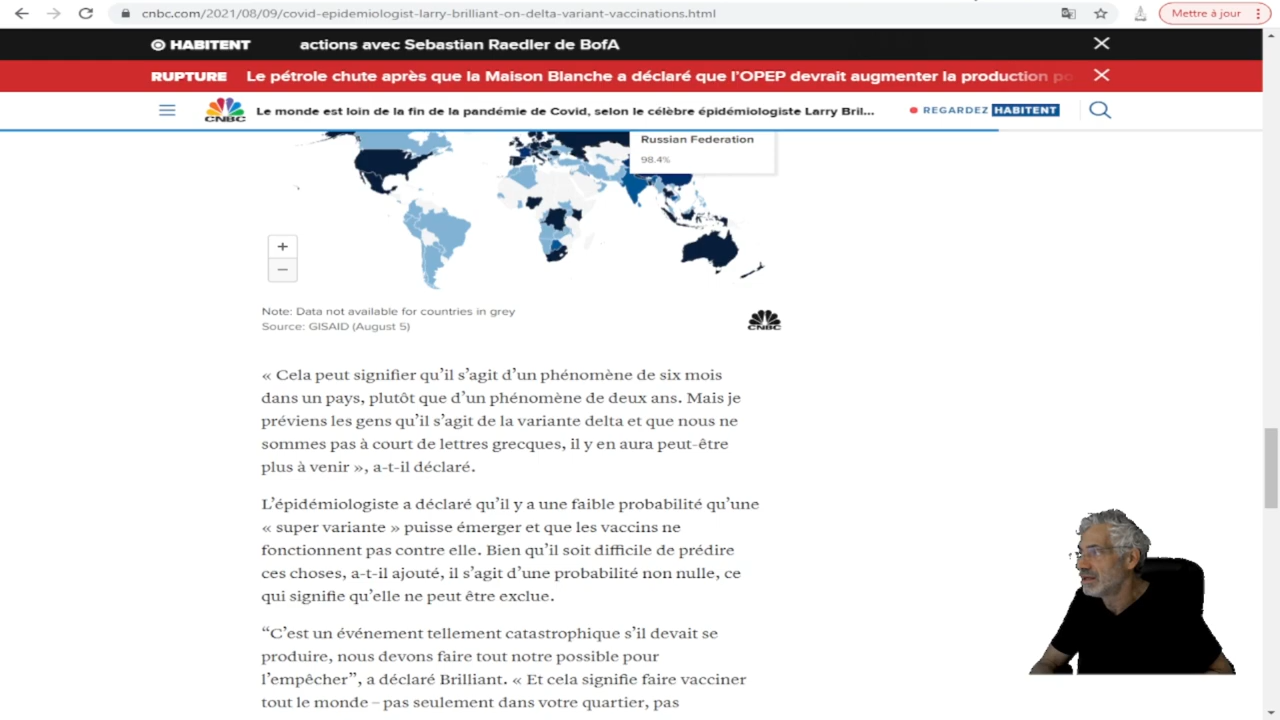 cnbc.com/2021/08/09/covid-epidemiologist-larry-brilliant-on-delta-variant-vaccinations.html
Mettre à jour
HABITENT actions avec Sebastian Raedler de BofA
RUPTURE Le pétrole chute après que la Maison Blanche a déclaré que l'OPEP devrait augmenter la production
CNBC Le monde est loin de la fin de la pandémie de Covid, selon le célèbre épidémiologiste Larry Bril... REGARDEZ HABITENT
Russian Federation
98.4%
+
−
Note: Data not available for countries in grey
Source: GISAID (August 5)
CNBC
« Cela peut signifier qu’il s’agit d’un phénomène de six mois
dans un pays, plutôt que d’un phénomène de deux ans. Mais je
préviens les gens qu’il s’agit de la variante delta et que nous ne
sommes pas à court de lettres grecques, il y en aura peut-être
plus à venir », a-t-il déclaré.
L’épidémiologiste a déclaré qu’il y a une faible probabilité qu’une
« super variante » puisse émerger et que les vaccins ne
fonctionnent pas contre elle. Bien qu’il soit difficile de prédire
ces choses, a-t-il ajouté, il s’agit d’une probabilité non nulle, ce
qui signifie qu’elle ne peut être exclue.
“C’est un événement tellement catastrophique s’il devait se
produire, nous devons faire tout notre possible pour
l’empêcher”, a déclaré Brilliant. « Et cela signifie faire vacciner
tout le monde – pas seulement dans votre quartier, pas